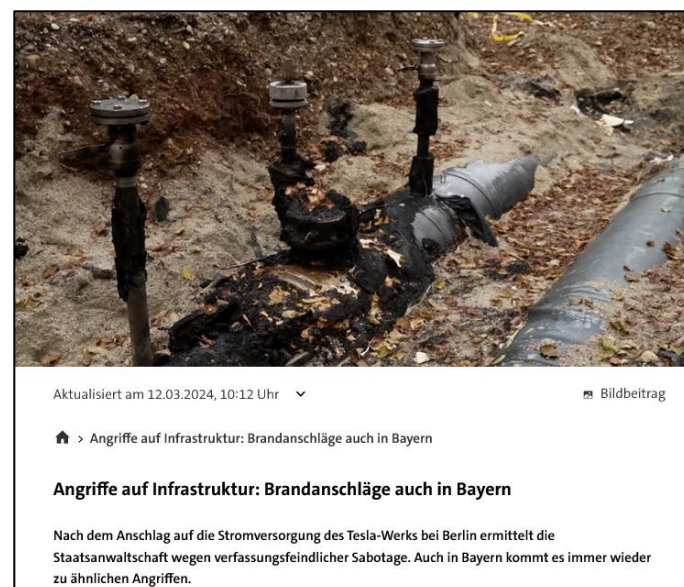 Aktualisiert am 12.03.2024, 10:12 Uhr
Bildbeitrag
> Angriffe auf Infrastruktur: Brandanschläge auch in Bayern
Angriffe auf Infrastruktur: Brandanschläge auch in Bayern
Nach dem Anschlag auf die Stromversorgung des Tesla-Werks bei Berlin ermittelt die
Staatsanwaltschaft wegen verfassungsfeindlicher Sabotage. Auch in Bayern kommt es immer wieder
zu ähnlichen Angriffen.